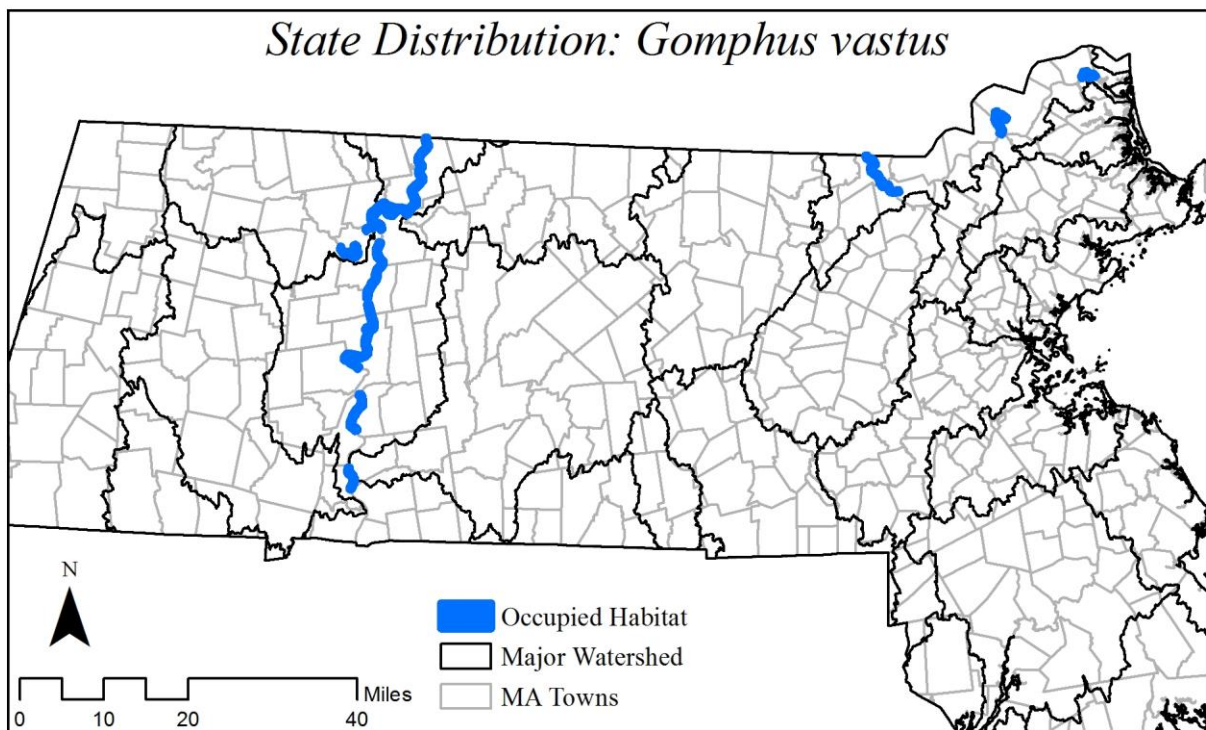 State Distribution: Gomphus vastus
N
Occupied Habitat
Major Watershed
MA Towns
Miles
0 10 20 40